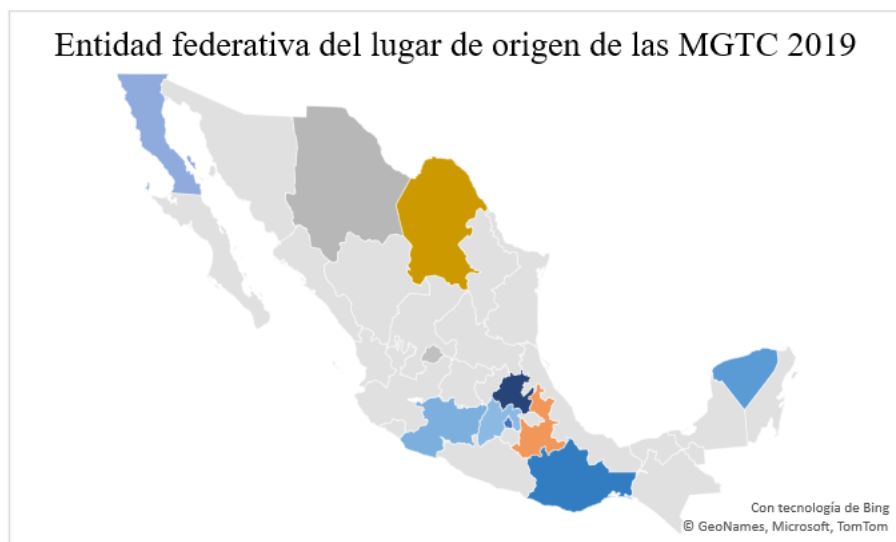 Entidad federativa del lugar de origen de las MGTC 2019
Con tecnología de Bing
© GeoNames, Microsoft, TomTom